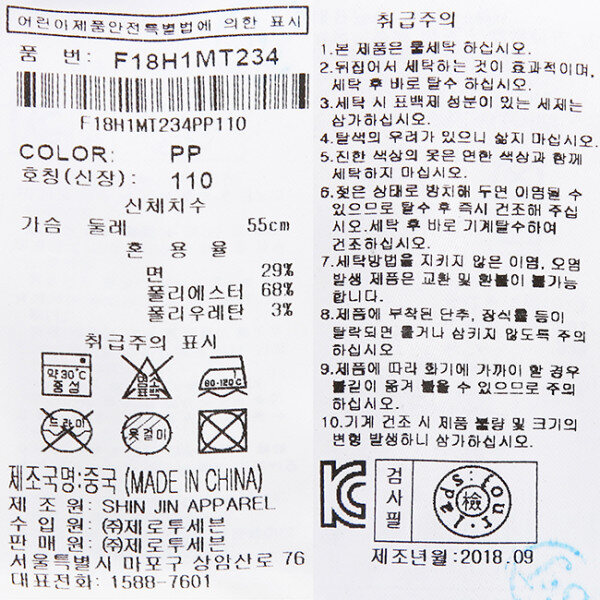 어린이제품안전특별법에 의한 표시
품 번: F18H1MT234
F18H1MT234PP110
COLOR: PP
호칭(신장): 110
신체치수
가슴 둘레 55cm
혼 용 율
면 29%
폴리에스터 68%
폴리우레탄 3%
취급주의 표시
약 30℃
중성
염소
표백
80-120℃
드라이
옷걸이
제조국명:중국 (MADE IN CHINA)
제 조 원: SHIN JIN APPAREL
수 입 원: ㈜제로투세븐
판 매 원: ㈜제로투세븐
서울특별시 마포구 상암산로 76
대표전화: 1588-7601
취급주의
1.본 제품은 물세탁 하십시오.
2.뒤집어서 세탁하는 것이 효과적이며,
세탁 후 바로 탈수 하십시오.
3.세탁 시 표백제 성분이 있는 세제는
삼가하십시오.
4.탈색의 우려가 있으니 삶지 마십시오.
5.진한 색상의 옷은 연한 색상과 함께
세탁하지 마십시오.
6.젖은 상태로 방치해 두면 이염될 수
있으므로 탈수 후 즉시 건조해 주십
시오.세탁 후 바로 기계탈수하여
건조하십시오.
7.세탁방법을 지키지 않은 이염, 오염
발생 제품은 교환 및 환불이 불가능
합니다.
8.제품에 부착된 단추, 장식물 등이
탈락되면 물거나 삼키지 않도록 주의
하십시오
9.제품에 따라 화기에 가까이 할 경우
불길이 옮겨 붙을 수 있으므로 주의
하십시오.
10.기계 건조 시 제품 불량 및 크기의
변형 발생하니 삼가하십시오.
검
사
필
檢
제조년월:2018.09